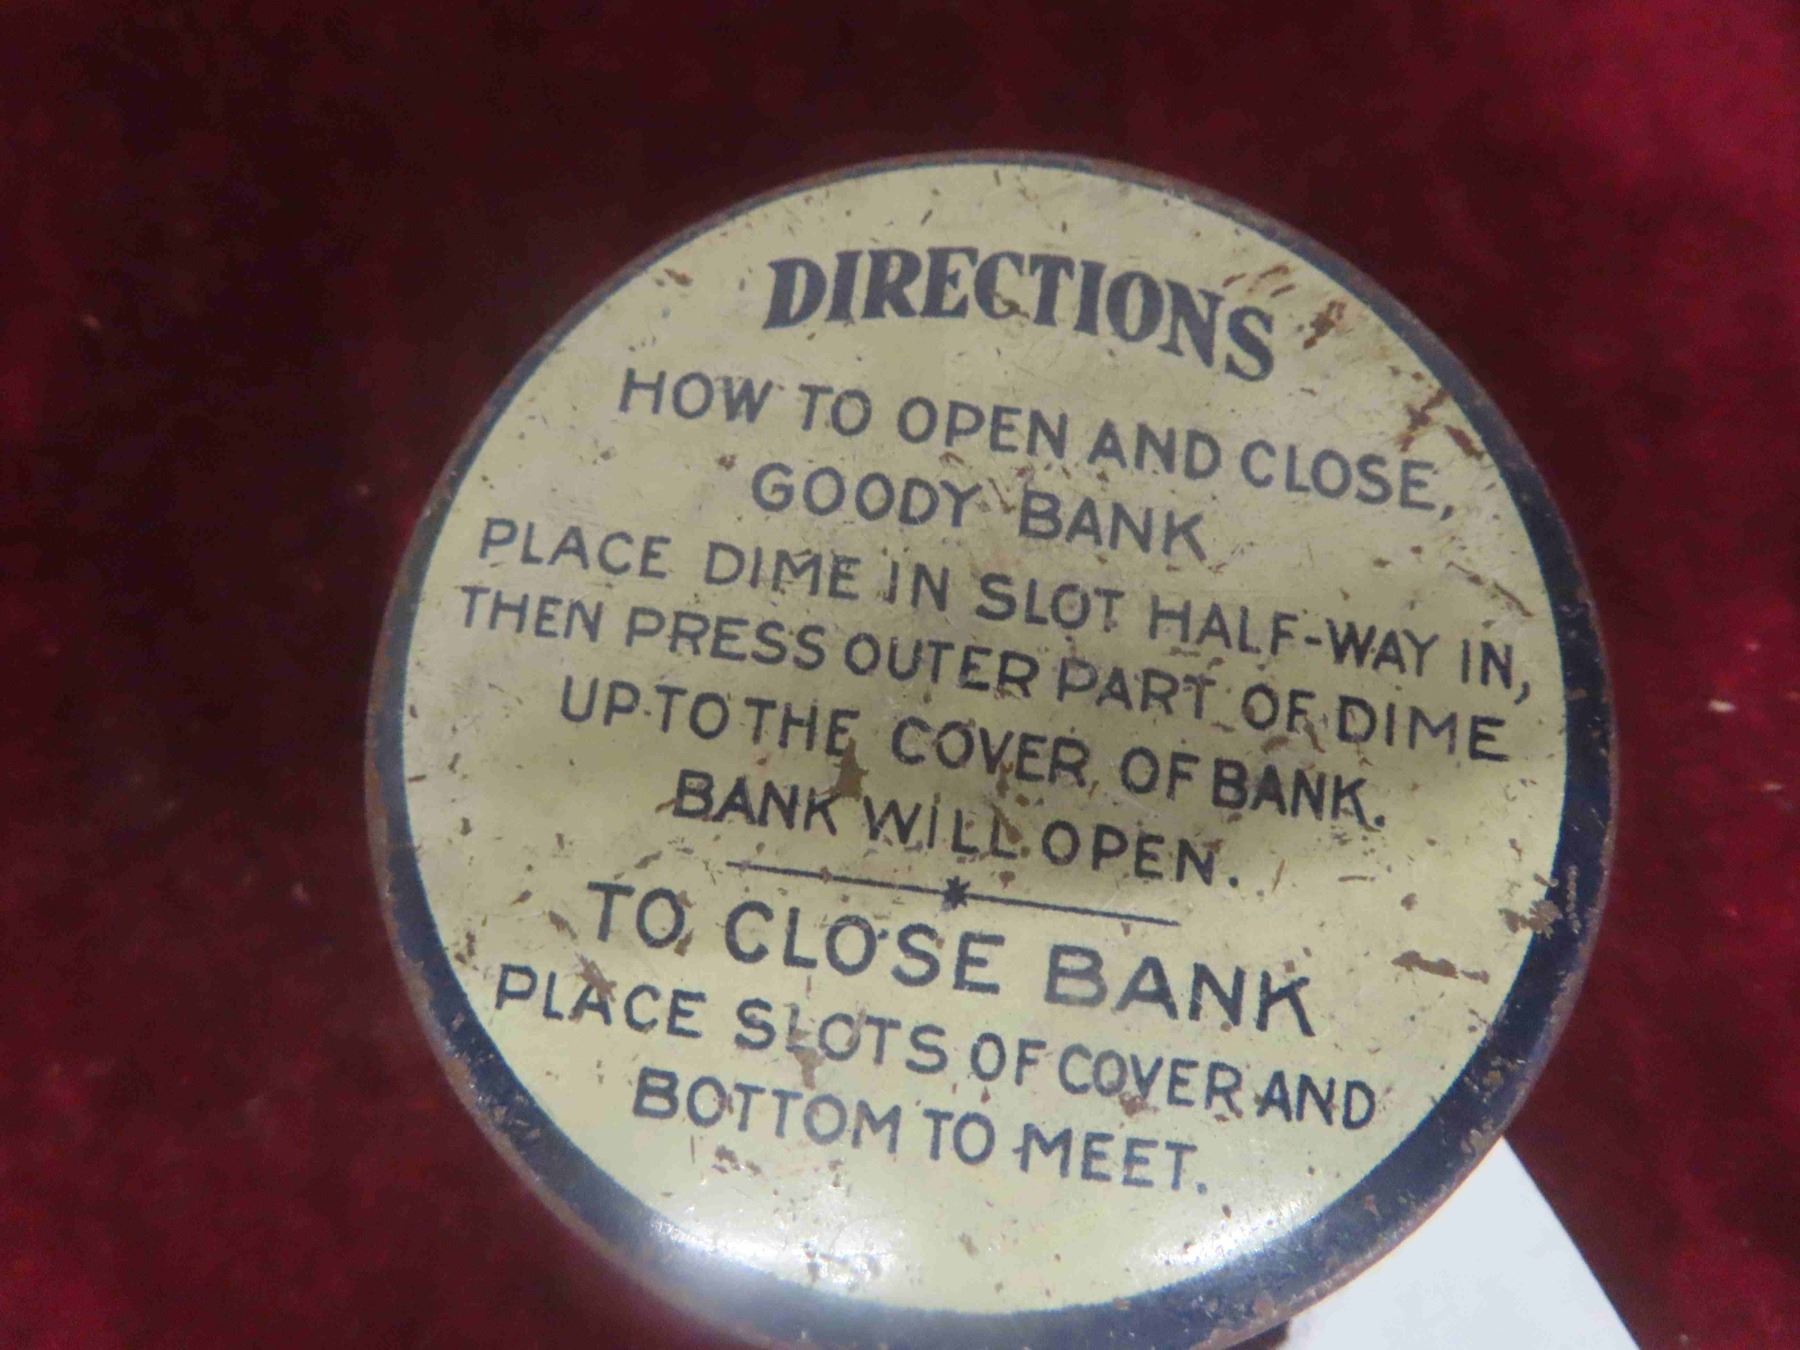 DIRECTIONS
HOW TO OPEN AND CLOSE,
GOODY BANK
PLACE DIME IN SLOT HALF-WAY IN,
THEN PRESS OUTER PART OF DIME
UP TO THE COVER OF BANK.
BANK WILL OPEN.
TO CLOSE BANK
PLACE SLOTS OF COVER AND
BOTTOM TO MEET.